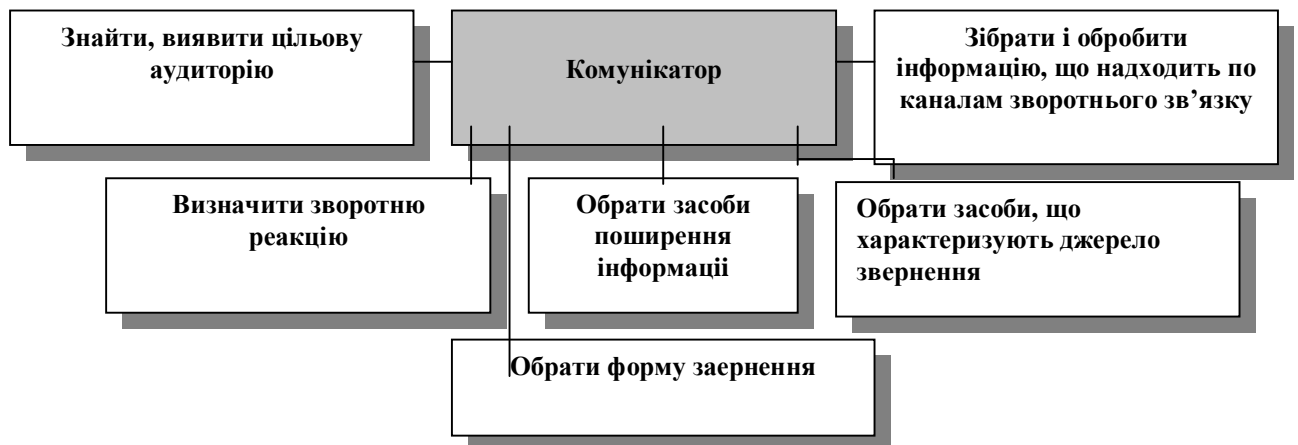 Знайти, виявити цільову
аудиторію
Комунікатор
Зібрати і обробити
інформацію, що надходить по
каналам зворотнього зв’язку
Визначити зворотню
реакцію
Обрати засоби
поширення
інформаціі
Обрати засоби, що
характеризують джерело
звернення
Обрати форму заернення